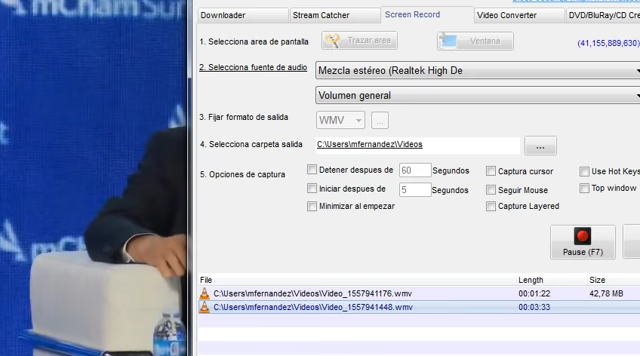 mChamSum
Downloader
Stream Catcher
Screen Record
Video Converter
DVD/BluRay/CD Cre
1. Selecciona area de pantalla
Trazar area
Ventana
(41,155,889,630)
2. Selecciona fuente de audio
Mezcla estéreo (Realtek High De
Volumen general
3. Fijar formato de salida
WMV
...
4. Selecciona carpeta salida
C:\Users\mfernandez\Videos
...
5. Opciones de captura
Detener despues de 60 Segundos
Captura cursor
Use Hot Keys
Iniciar despues de 5 Segundos
Seguir Mouse
Top window
Minimizar al empezar
Capture Layered
Pause (F7)
mCham
File Length Size
C:\Users\mfernandez\Videos\Video_1557941176.wmv 00:01:22 42,78 MB
C:\Users\mfernandez\Videos\Video_1557941448.wmv 00:03:33